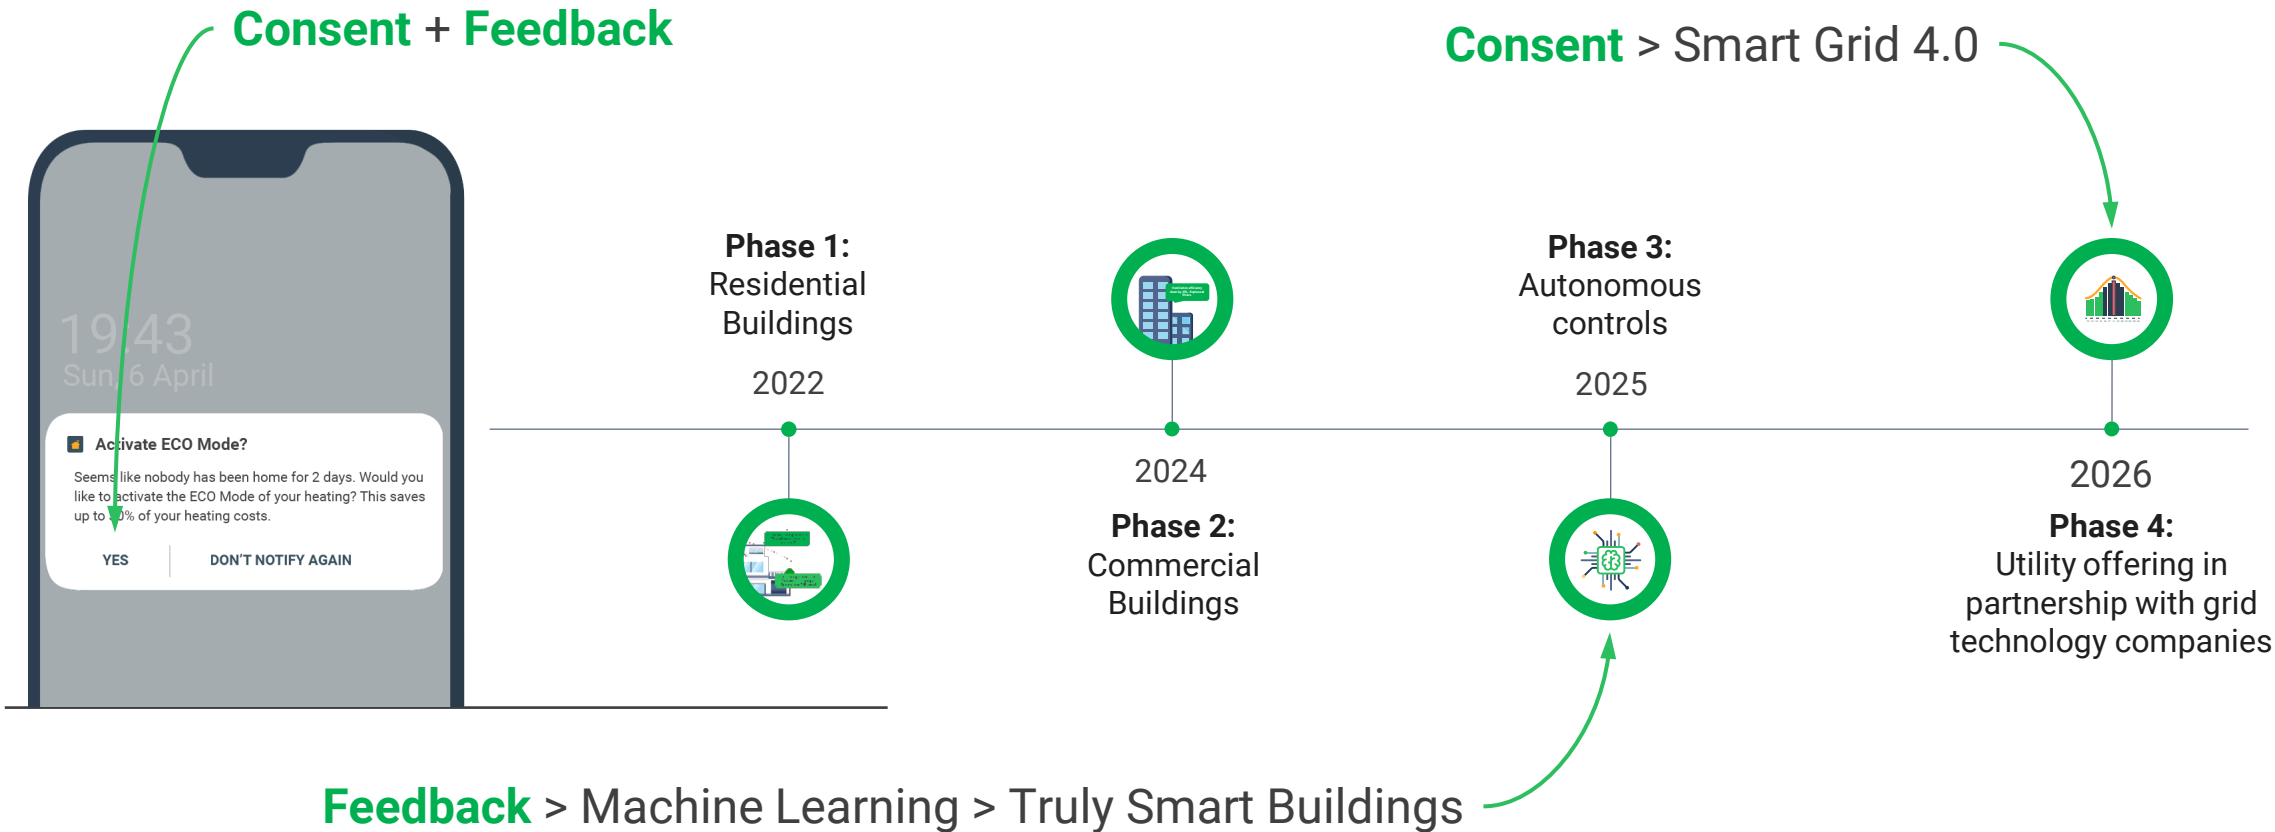 Consent + Feedback
Consent > Smart Grid 4.0
19:43
Sun, 6 April
Activate ECO Mode?
Seems like nobody has been home for 2 days. Would you
like to activate the ECO Mode of your heating? This saves
up to % of your heating costs.
YES
DON'T NOTIFY AGAIN
Phase 1:
Residential
Buildings
2022
2024
Phase 2:
Commercial
Buildings
Phase 3:
Autonomous
controls
2025
2026
Phase 4:
Utility offering in
partnership with grid
technology companies
Feedback > Machine Learning > Truly Smart Buildings